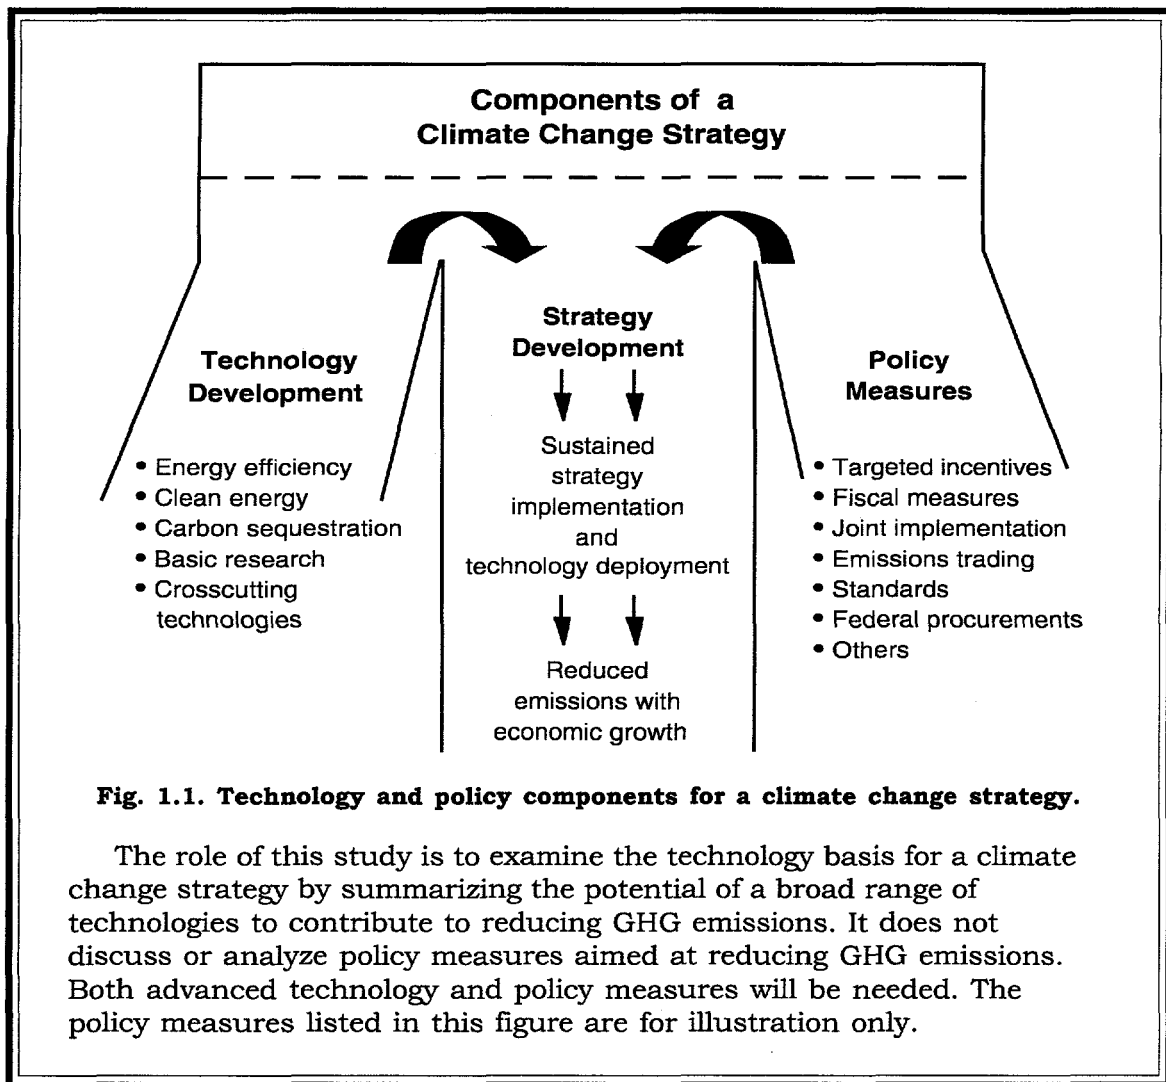 Components of a
Climate Change Strategy
Technology
Development
• Energy efficiency
• Clean energy
• Carbon sequestration
• Basic research
• Crosscutting
technologies
Strategy
Development
Sustained
strategy
implementation
and
technology deployment
Reduced
emissions with
economic growth
Policy
Measures
• Targeted incentives
• Fiscal measures
• Joint implementation
• Emissions trading
• Standards
• Federal procurements
• Others
Fig. 1.1. Technology and policy components for a climate change strategy.
The role of this study is to examine the technology basis for a climate
change strategy by summarizing the potential of a broad range of
technologies to contribute to reducing GHG emissions. It does not
discuss or analyze policy measures aimed at reducing GHG emissions.
Both advanced technology and policy measures will be needed. The
policy measures listed in this figure are for illustration only.